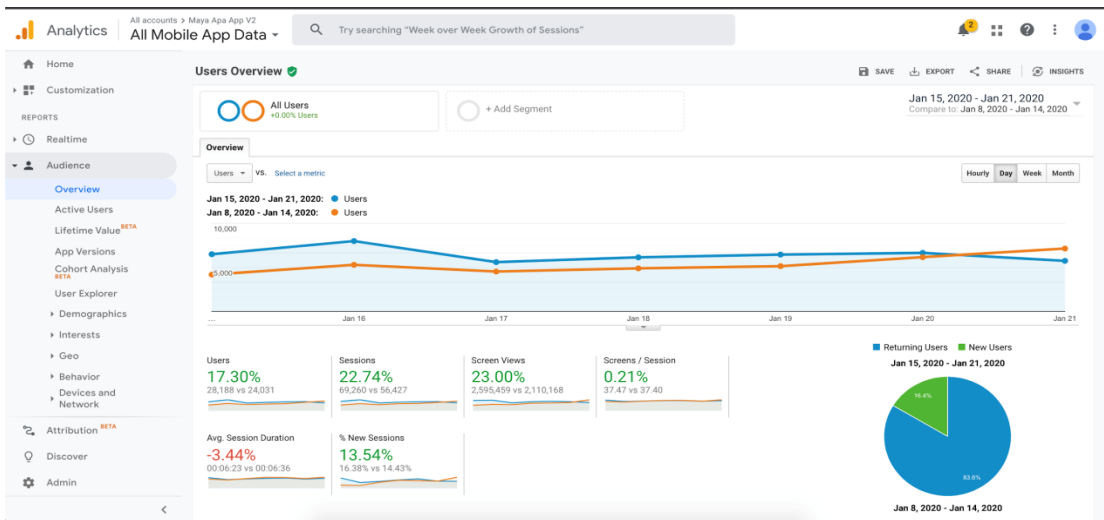 Analytics
All accounts > Maya Apa App V2
All Mobile App Data
Try searching "Week over Week Growth of Sessions"
2
Home
Customization
REPORTS
Realtime
Audience
Overview
Active Users
Lifetime Value BETA
App Versions
Cohort Analysis
BETA
User Explorer
Demographics
Interests
Geo
Behavior
Devices and
Network
Attribution BETA
Discover
Admin
Users Overview
SAVE EXPORT SHARE INSIGHTS
All Users
+0.00% Users
+ Add Segment
Jan 15, 2020 - Jan 21, 2020
Compare to: Jan 8, 2020 - Jan 14, 2020
Overview
Users VS. Select a metric
Hourly Day Week Month
Jan 15, 2020 - Jan 21, 2020: Users
Jan 8, 2020 - Jan 14, 2020: Users
10,000
5,000
... Jan 16 Jan 17 Jan 18 Jan 19 Jan 20 Jan 21
Users
17.30%
28,188 vs 24,031
Sessions
22.74%
69,260 vs 56,427
Screen Views
23.00%
2,595,459 vs 2,110,168
Screens / Session
0.21%
37.47 vs 37.40
Avg. Session Duration
-3.44%
00:06:23 vs 00:06:36
% New Sessions
13.54%
16.38% vs 14.43%
Returning Users New Users
Jan 15, 2020 - Jan 21, 2020
16.4%
83.6%
Jan 8, 2020 - Jan 14, 2020